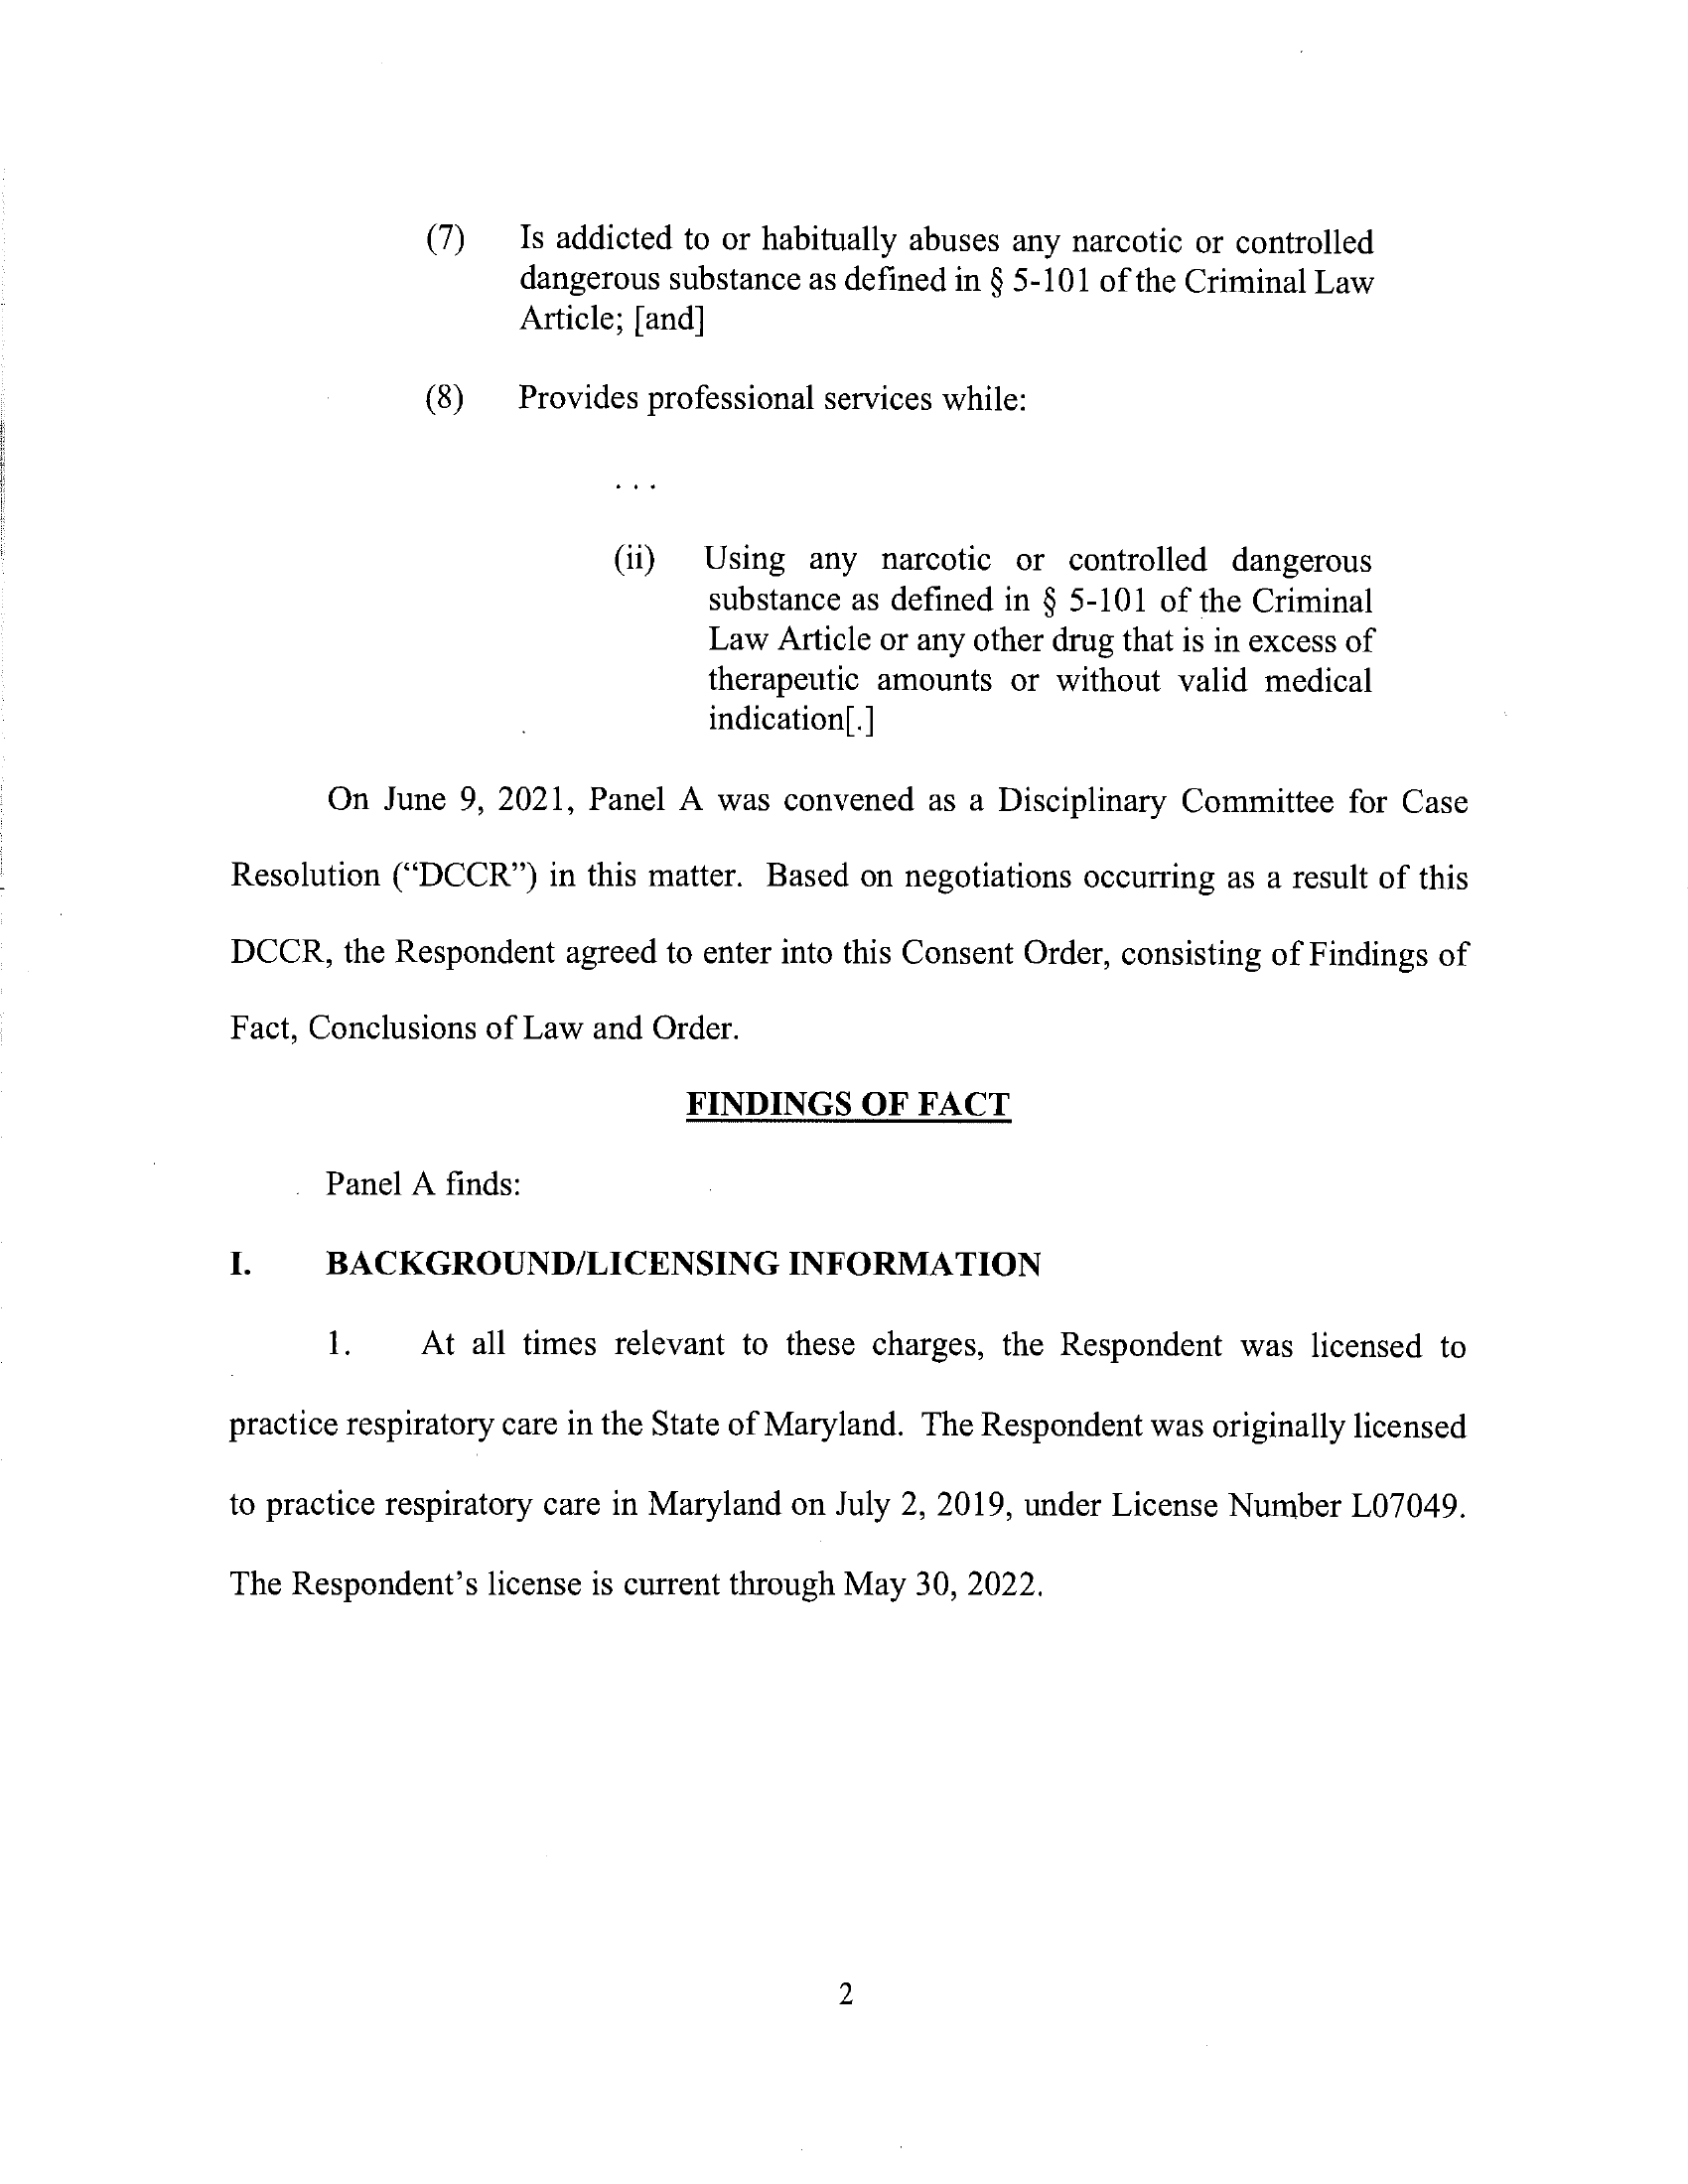 (7) Is addicted to or habitually abuses any narcotic or controlled
dangerous substance as defined in § 5-101 of the Criminal Law
Article; [and]
(8) Provides professional services while:
. . .
(ii) Using any narcotic or controlled dangerous
substance as defined in § 5-101 of the Criminal
Law Article or any other drug that is in excess of
therapeutic amounts or without valid medical
indication[.]
On June 9, 2021, Panel A was convened as a Disciplinary Committee for Case
Resolution (“DCCR”) in this matter. Based on negotiations occurring as a result of this
DCCR, the Respondent agreed to enter into this Consent Order, consisting of Findings of
Fact, Conclusions of Law and Order.
FINDINGS OF FACT
Panel A finds:
I. BACKGROUND/LICENSING INFORMATION
1. At all times relevant to these charges, the Respondent was licensed to
practice respiratory care in the State of Maryland. The Respondent was originally licensed
to practice respiratory care in Maryland on July 2, 2019, under License Number L07049.
The Respondent’s license is current through May 30, 2022.
2